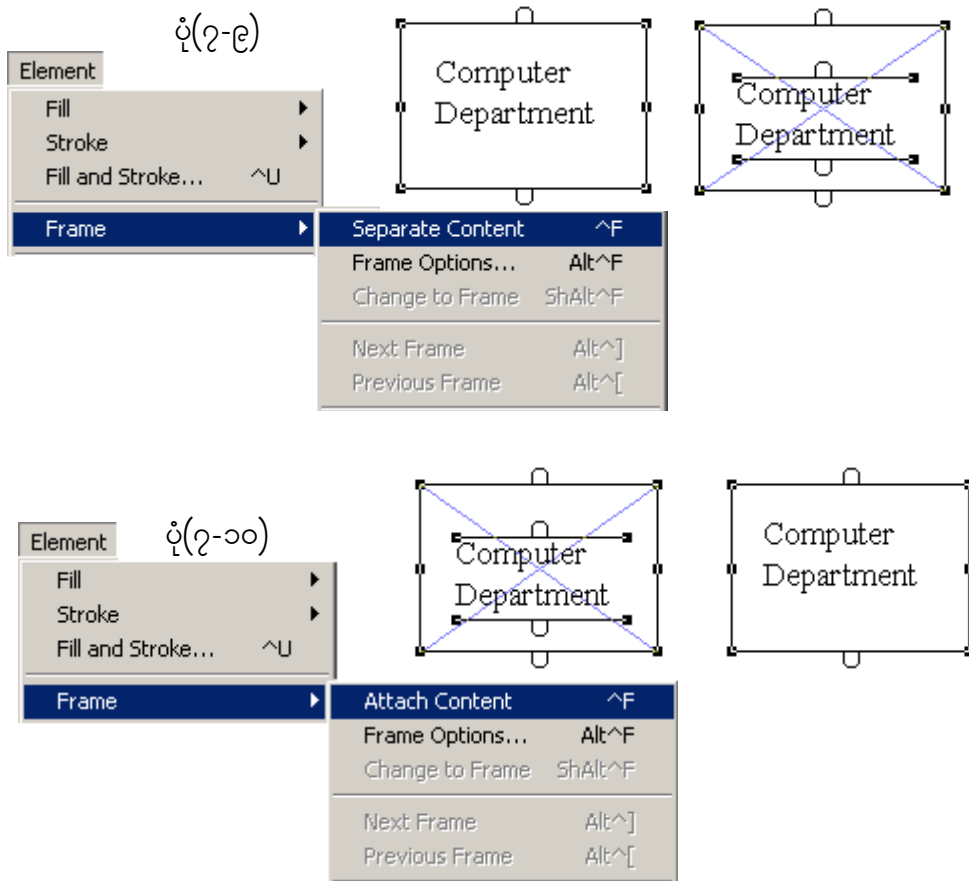 ပုံ(၇-၉)
Element
Fill
Stroke
Fill and Stroke... ^U
Frame
Separate Content ^F
Frame Options... Alt^F
Change to Frame ShAlt^F
Next Frame Alt^]
Previous Frame Alt^[
Computer
Department
Computer
Department
ပုံ(၇-၁၀)
Element
Fill
Stroke
Fill and Stroke... ^U
Frame
Attach Content ^F
Frame Options... Alt^F
Change to Frame ShAlt^F
Next Frame Alt^]
Previous Frame Alt^[
Computer
Department
Computer
Department